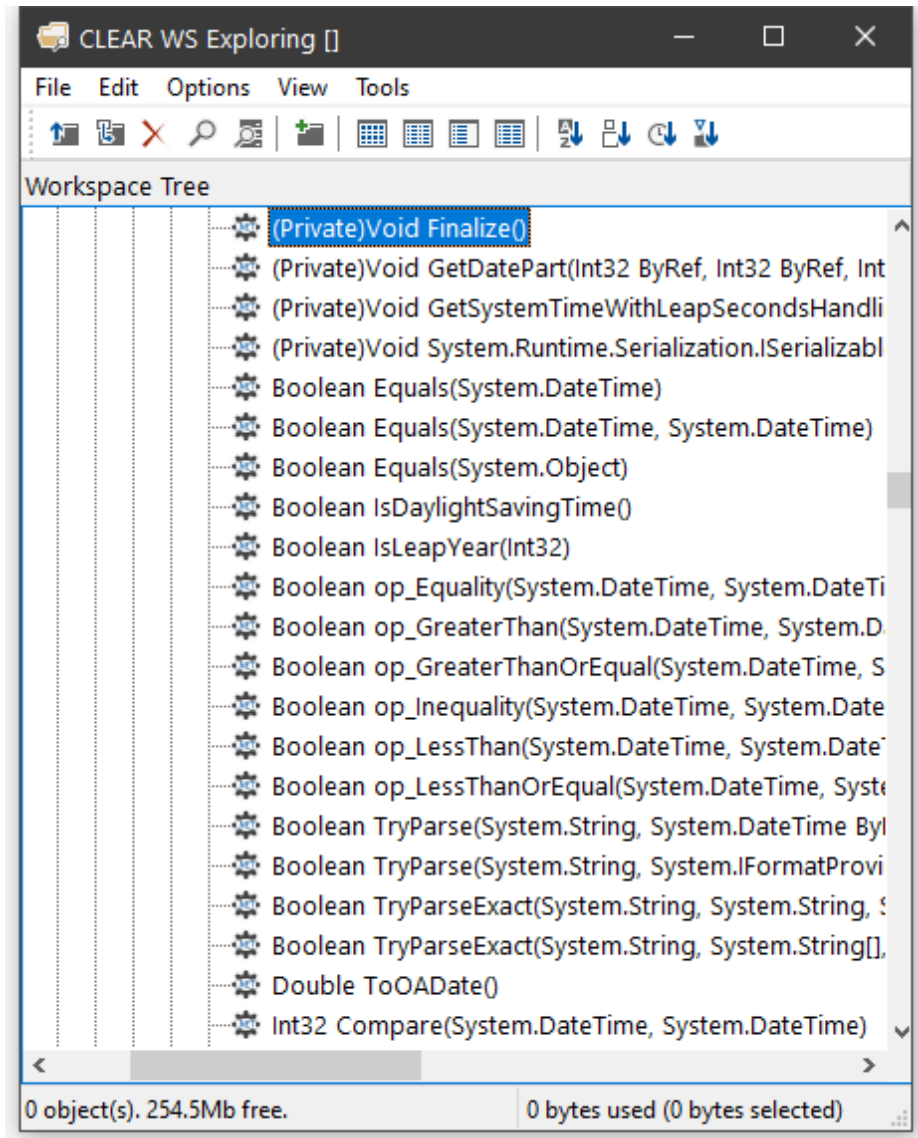 CLEAR WS Exploring []
File Edit Options View Tools
Workspace Tree
(Private)Void Finalize()
(Private)Void GetDatePart(Int32 ByRef, Int32 ByRef, Int
(Private)Void GetSystemTimeWithLeapSecondsHandli
(Private)Void System.Runtime.Serialization.ISerializabl
Boolean Equals(System.DateTime)
Boolean Equals(System.DateTime, System.DateTime)
Boolean Equals(System.Object)
Boolean IsDaylightSavingTime()
Boolean IsLeapYear(Int32)
Boolean op_Equality(System.DateTime, System.DateTi
Boolean op_GreaterThan(System.DateTime, System.D
Boolean op_GreaterThanOrEqual(System.DateTime, S
Boolean op_Inequality(System.DateTime, System.Date
Boolean op_LessThan(System.DateTime, System.Date
Boolean op_LessThanOrEqual(System.DateTime, Syste
Boolean TryParse(System.String, System.DateTime By
Boolean TryParse(System.String, System.IFormatProvi
Boolean TryParseExact(System.String, System.String,
Boolean TryParseExact(System.String, System.String[],
Double ToOADate()
Int32 Compare(System.DateTime, System.DateTime)
0 object(s). 254.5Mb free. 0 bytes used (0 bytes selected)